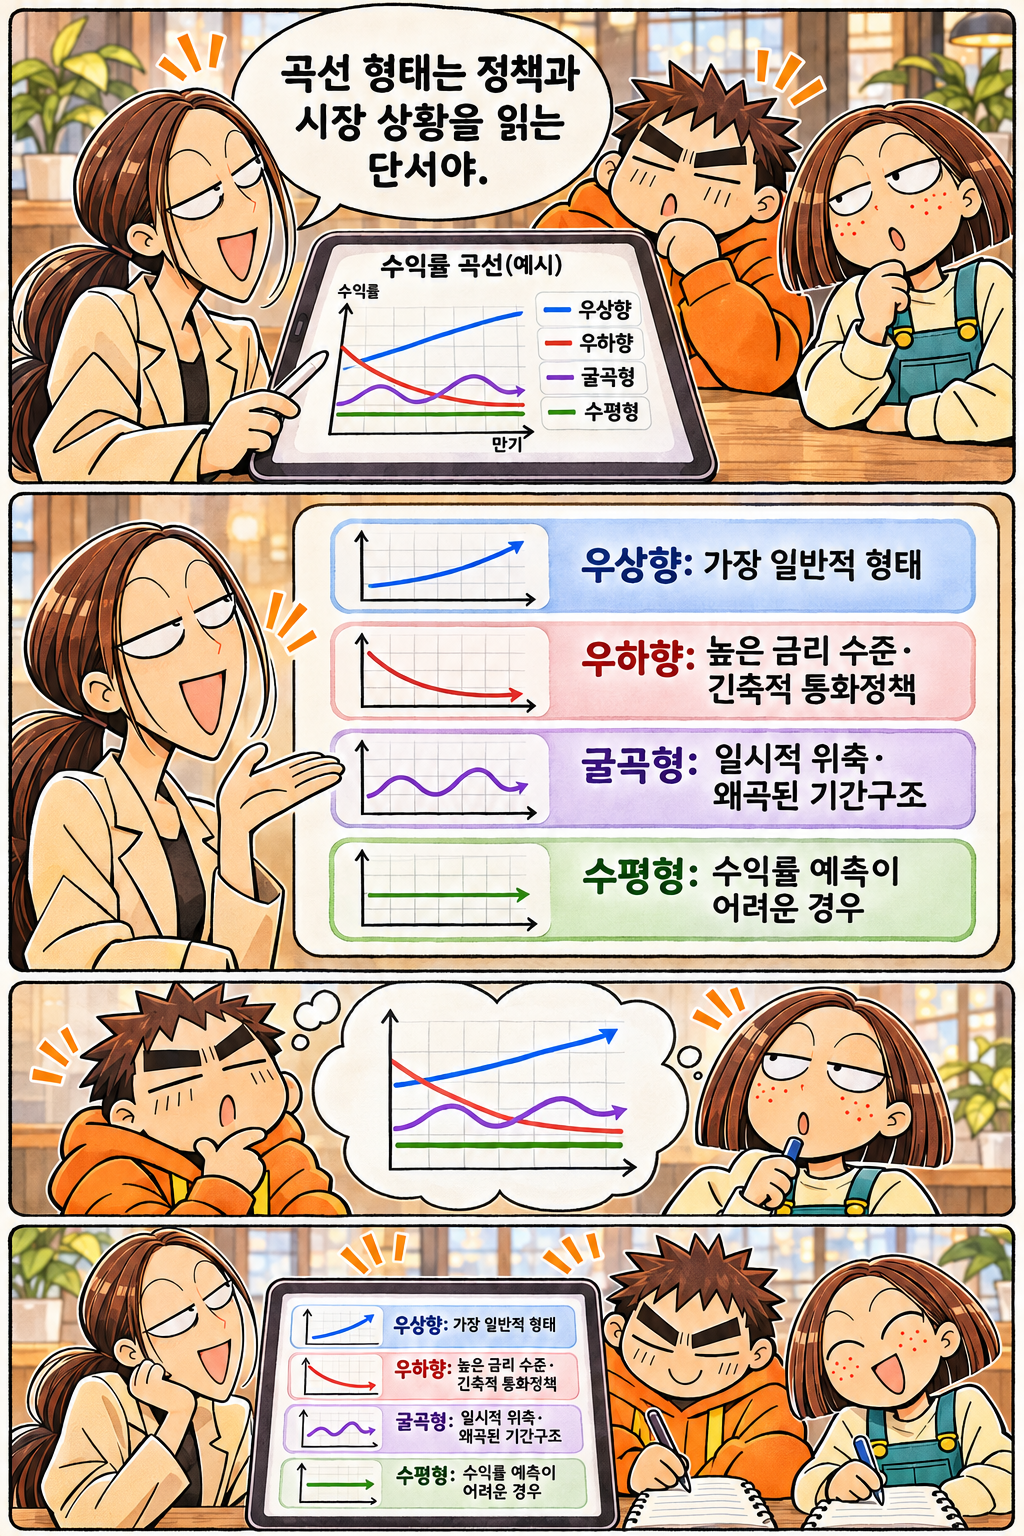 곡선 형태는 정책과
시장 상황을 읽는
단서야.
수익률 곡선(예시)
수익률
우상향
우하향
굴곡형
수평형
만기
우상향: 가장 일반적 형태
우하향: 높은 금리 수준·
긴축적 통화정책
굴곡형: 일시적 위축·
왜곡된 기간구조
수평형: 수익률 예측이
어려운 경우
우상향: 가장 일반적 형태
우하향: 높은 금리 수준·
긴축적 통화정책
굴곡형: 일시적 위축·
왜곡된 기간구조
수평형: 수익률 예측이
어려운 경우